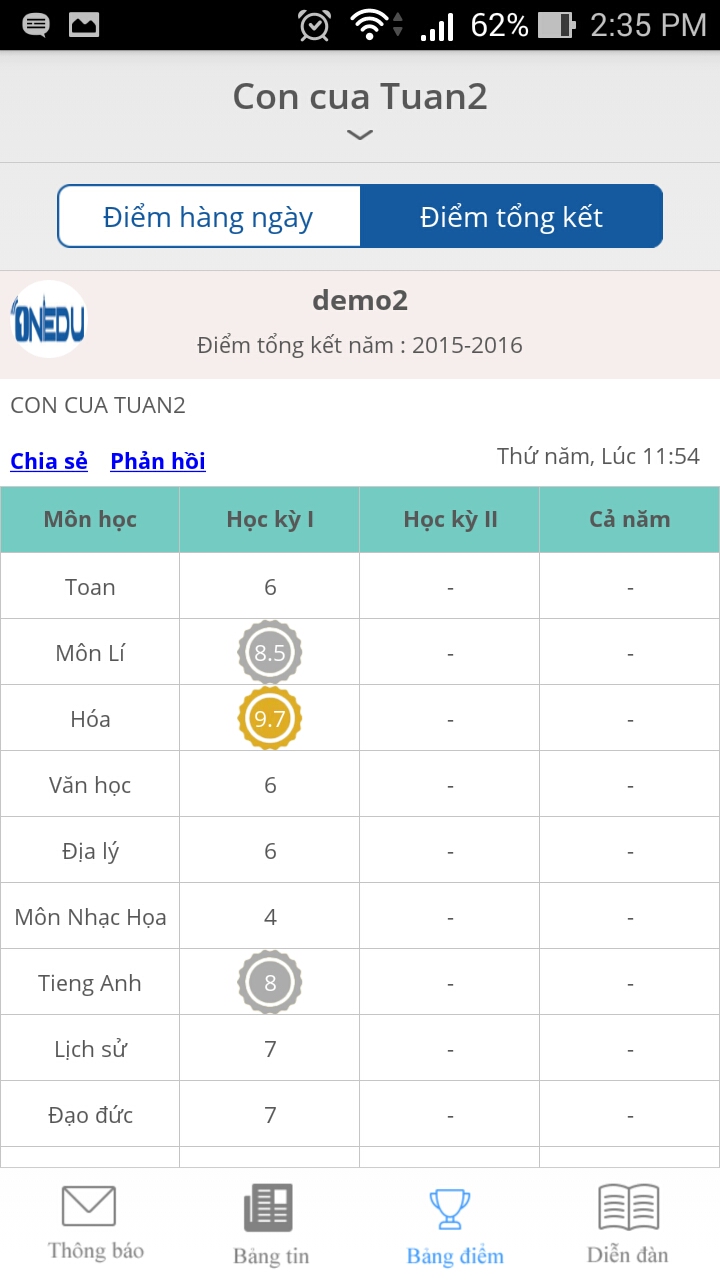 62% 2:35 PM
Con cua Tuan2
Điểm hàng ngày Điểm tổng kết
ONEDU
demo2
Điểm tổng kết năm : 2015-2016
CON CUA TUAN2
Chia sẻ Phản hồi Thứ năm, Lúc 11:54
Môn học Học kỳ I Học kỳ II Cả năm
Toan 6 - -
Môn Lí 8.5 - -
Hóa 9.7 - -
Văn học 6 - -
Địa lý 6 - -
Môn Nhạc Họa 4 - -
Tieng Anh 8 - -
Lịch sử 7 - -
Đạo đức 7 - -
Thông báo Bảng tin Bảng điểm Diễn đàn